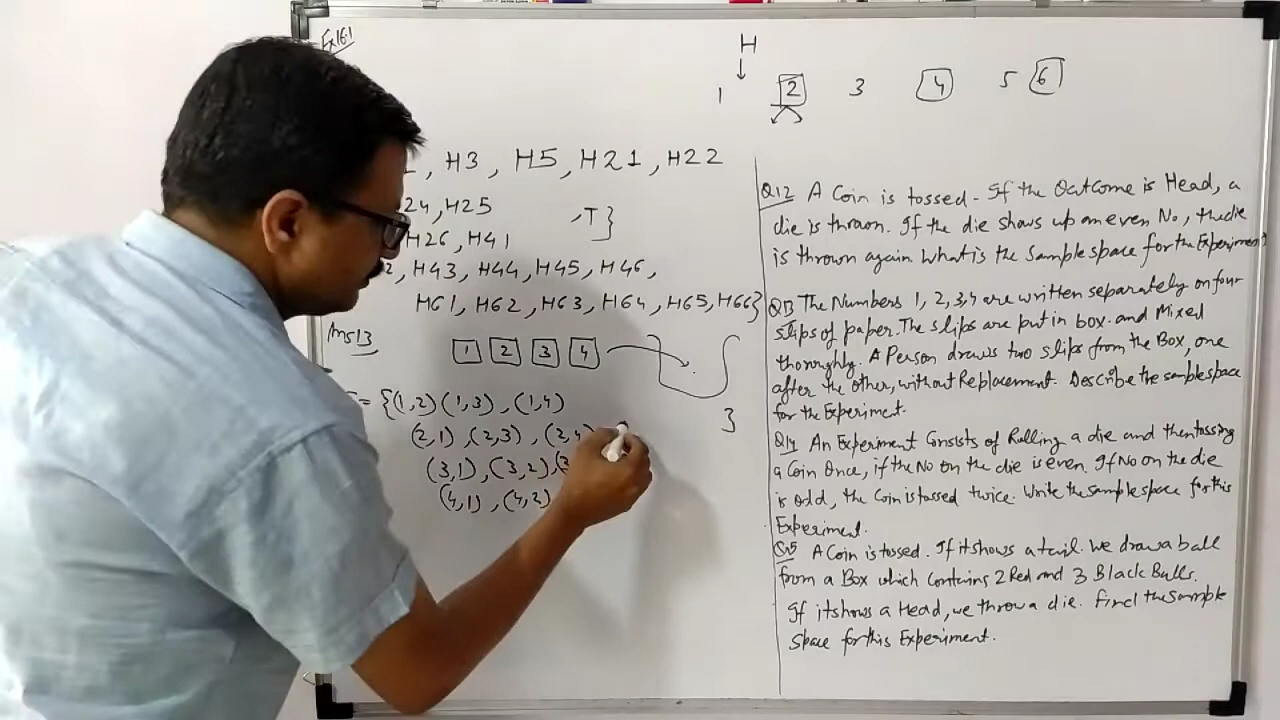 Ex 16.1
H
1 2 3 4 5 6
, H3, H5, H21, H22
24, H25 , T}
H26, H41
2, H43, H44, H45, H46,
H61, H62, H63, H64, H65, H66}
Ans13
1 2 3 4
= {(1,2) (1,3), (1,4)
(2,1), (2,3), (2,4)
(3,1), (3,2), (3
(4,1), (4,2)
3
Q12 A Coin is tossed. If the Outcome is Head, a
die is thrown. If the die shows up an even No, the die
is thrown again what is the Sample space for the Experiment
Q13 The Numbers 1, 2, 3, 4 are written separately on four
slips of paper. The slips are put in box. and Mixed
thoroughly. A Person draws two slips from the Box, one
after the other, without Replacement. Describe the sample space
for the Experiment.
Q14 An Experiment Consists of Rolling a die and then tossing
a Coin Once, if the No on the die is even. If No on the die
is odd, the Coin is tossed twice. Write the sample space for this
Experiment.
Q15 A Coin is tossed. If it shows a tail. We draw a ball
from a Box which contains 2 Red and 3 Black Balls.
If it shows a Head, we throw a die. Find the Sample
Space for this Experiment.